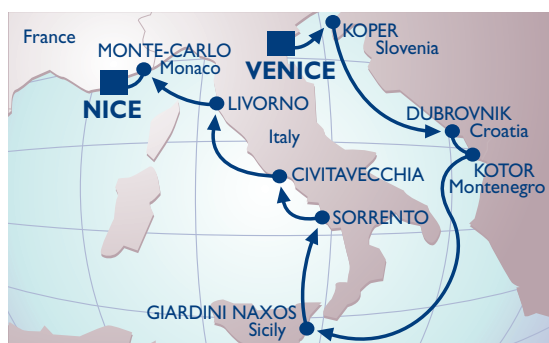 France
MONTE-CARLO
Monaco
NICE
VENICE
KOPER
Slovenia
LIVORNO
Italy
DUBROVNIK
Croatia
KOTOR
Montenegro
CIVITAVECCHIA
SORRENTO
GIARDINI NAXOS
Sicily